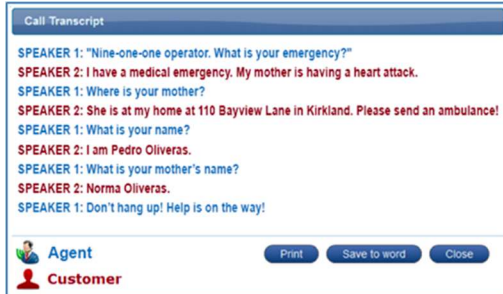 Call Transcript
SPEAKER 1: "Nine-one-one operator. What is your emergency?"
SPEAKER 2: I have a medical emergency. My mother is having a heart attack.
SPEAKER 1: Where is your mother?
SPEAKER 2: She is at my home at 110 Bayview Lane in Kirkland. Please send an ambulance!
SPEAKER 1: What is your name?
SPEAKER 2: I am Pedro Oliveras.
SPEAKER 1: What is your mother's name?
SPEAKER 2: Norma Oliveras.
SPEAKER 1: Don't hang up! Help is on the way!
Agent Print Save to word Close
Customer